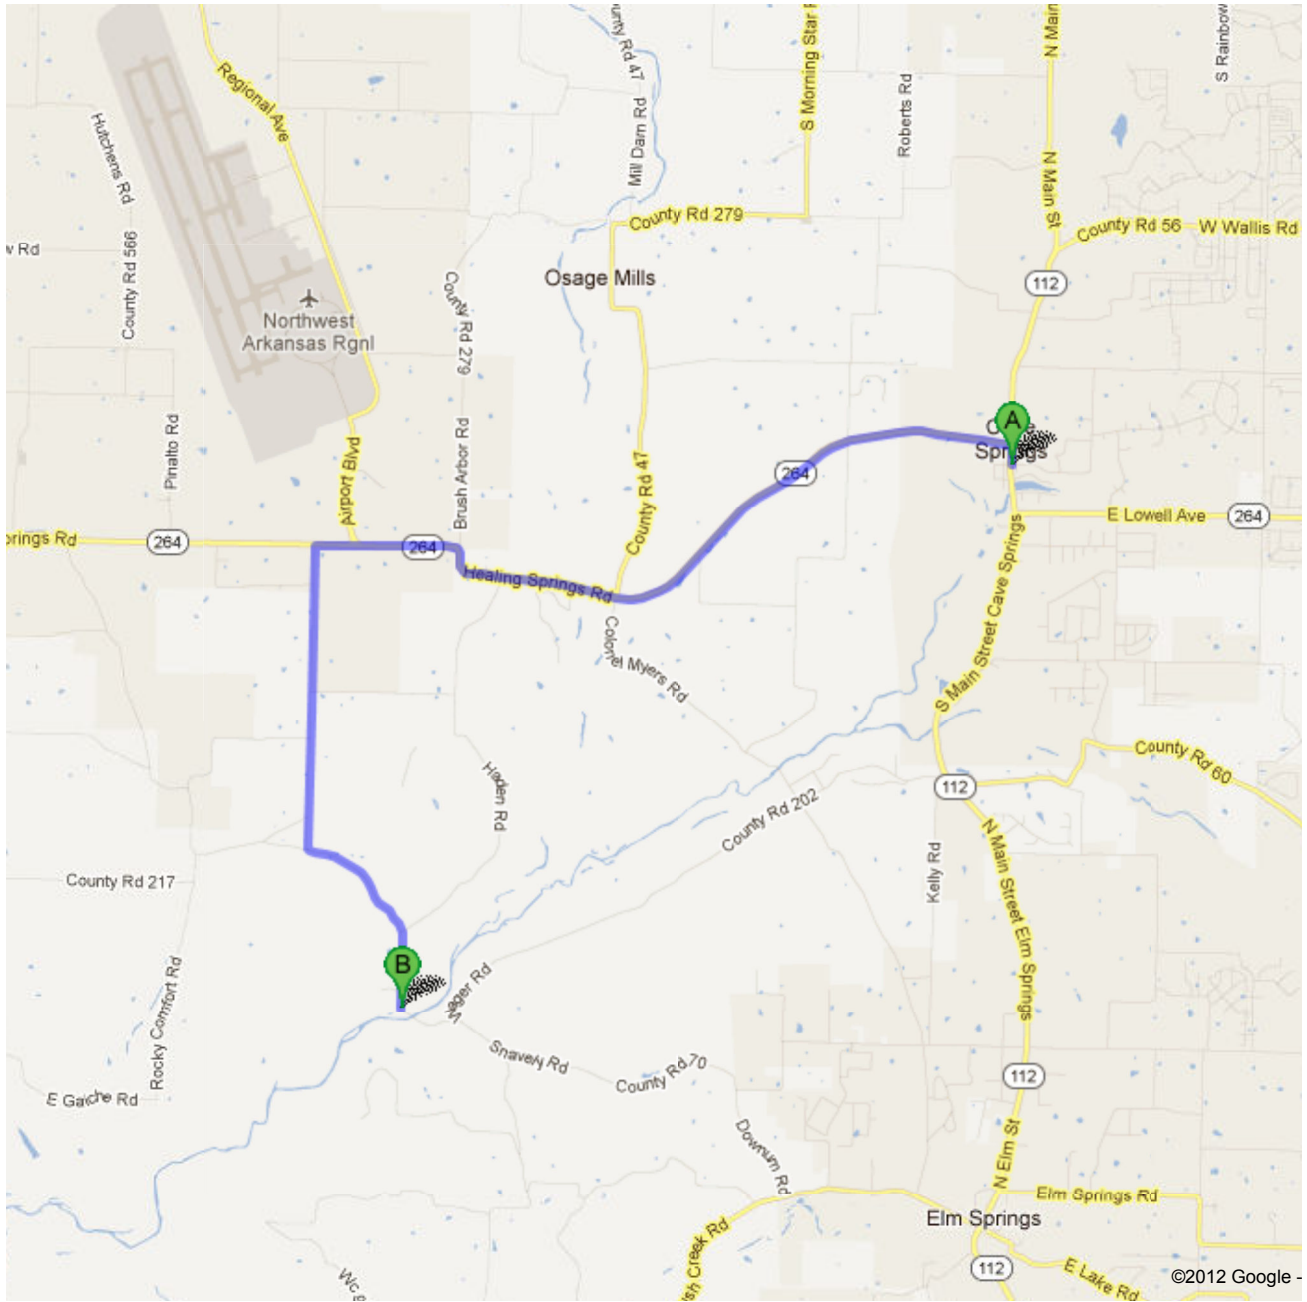 Regional Ave
Hutchens Rd
County Rd 566
Northwest
Arkansas Rgnl
Pinalto Rd
Airport Blvd
264
264
Brush Arbor Rd
County Rd 279
Osage Mills
Mill Dam Rd
County Rd 279
S Morning Star
Roberts Rd
N Main
N Main St
County Rd 56
W Wallis Rd
S Rainbow
112
A
Springs
264
County Rd 47
Healing Springs Rd
Colonel Myers Rd
E Lowell Ave
264
S Main Street Cave Springs
County Rd 60
112
Haden Rd
County Rd 202
Kelly Rd
N Main Street Elm Springs
County Rd 217
B
Rocky Comfort Rd
Snavely Rd
County Rd 70
Downum Rd
112
N Elm St
Elm Springs Rd
Elm Springs
112
E Lake Rd
©2012 Google -